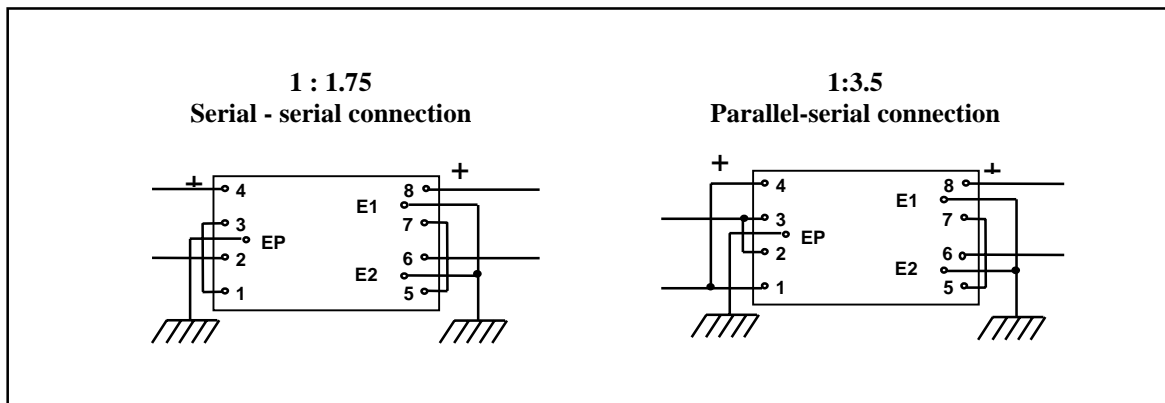 1 : 1.75
Serial - serial connection
+
4
3
EP
2
1
+
8
E1
7
6
E2
5
1:3.5
Parallel-serial connection
+
4
3
EP
2
1
+
8
E1
7
6
E2
5